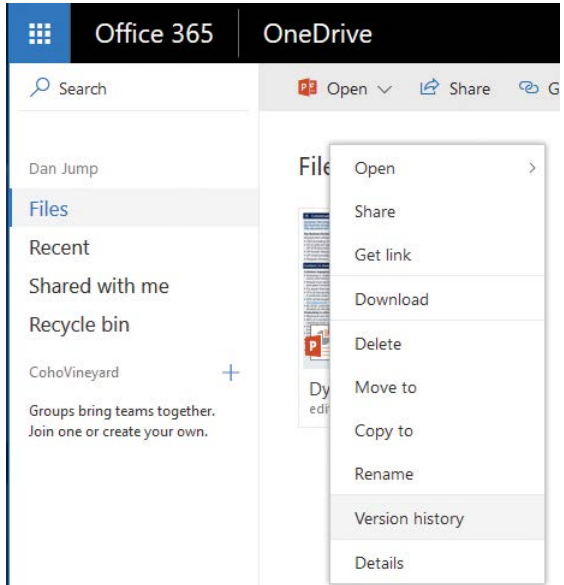 Office 365 OneDrive
Search
Open Share G
Dan Jump
Files
Recent
Shared with me
Recycle bin
CohoVineyard
Groups bring teams together.
Join one or create your own.
File
Open
Share
Get link
Download
Delete
Move to
Copy to
Rename
Version history
Details
P
Dy
edi